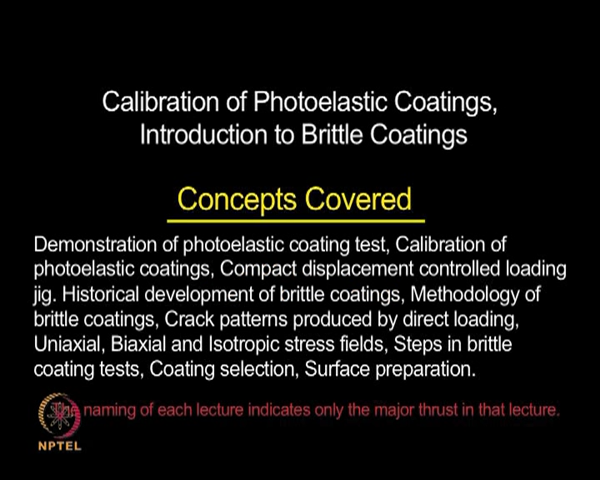 Calibration of Photoelastic Coatings,
Introduction to Brittle Coatings
Concepts Covered
Demonstration of photoelastic coating test, Calibration of
photoelastic coatings, Compact displacement controlled loading
jig. Historical development of brittle coatings, Methodology of
brittle coatings, Crack patterns produced by direct loading,
Uniaxial, Biaxial and Isotropic stress fields, Steps in brittle
coating tests, Coating selection, Surface preparation.
naming of each lecture indicates only the major thrust in that lecture.
NPTEL